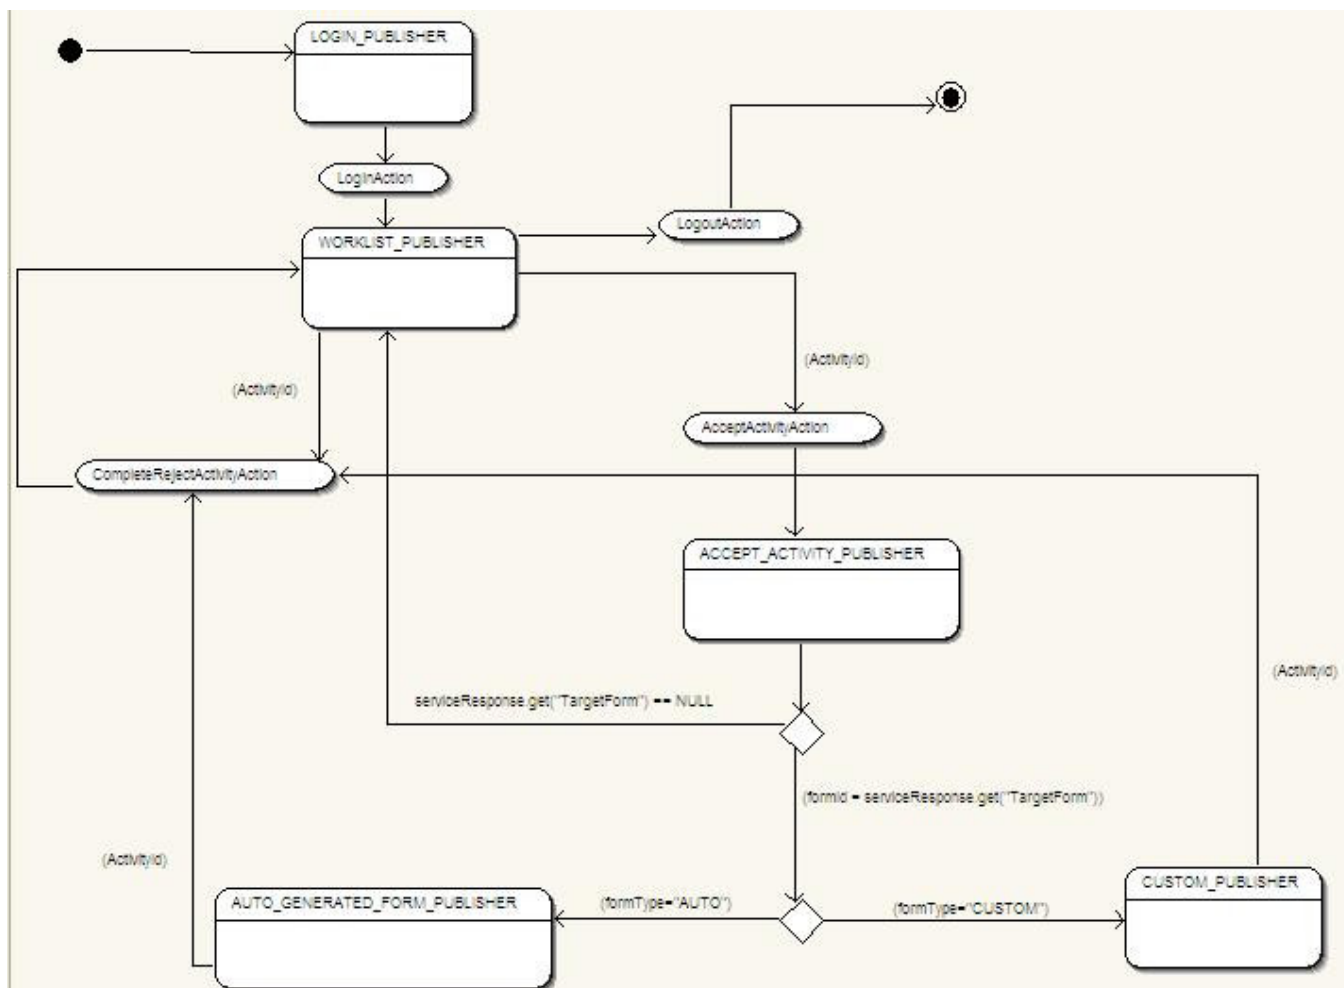 LOGIN_PUBLISHER
LoginAction
LogoutAction
WORKLIST_PUBLISHER
(ActivityId)
(ActivityId)
AcceptActivityAction
CompleteRejectActivityAction
ACCEPT_ACTIVITY_PUBLISHER
(ActivityId)
serviceResponse.get("TargetForm") == NULL
(formId = serviceResponse.get("TargetForm"))
(ActivityId)
CUSTOM_PUBLISHER
AUTO_GENERATED_FORM_PUBLISHER
(formType="AUTO")
(formType="CUSTOM")